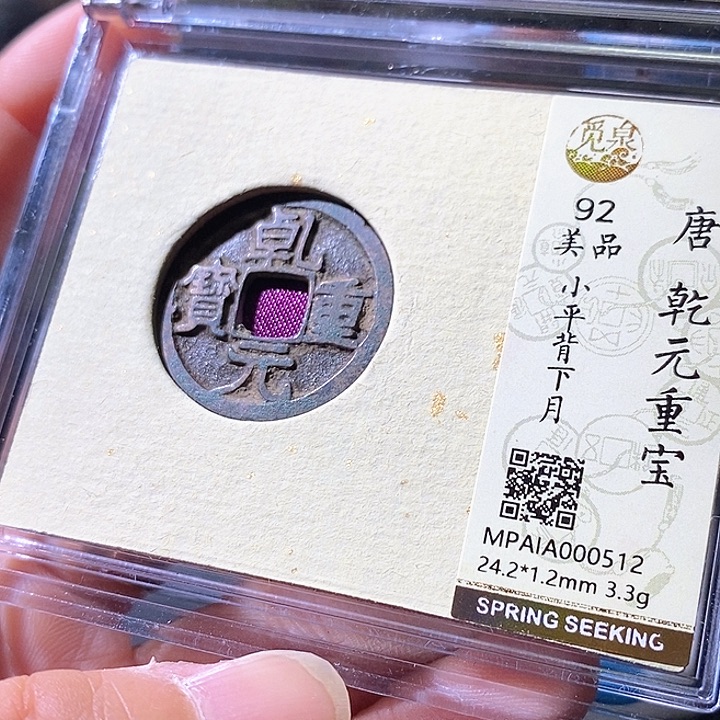 乾
元
重
寶
觅泉
唐 乾元重宝
92
美品
小平背下月
MPAIA000512
24.2*1.2mm 3.3g
SPRING SEEKING